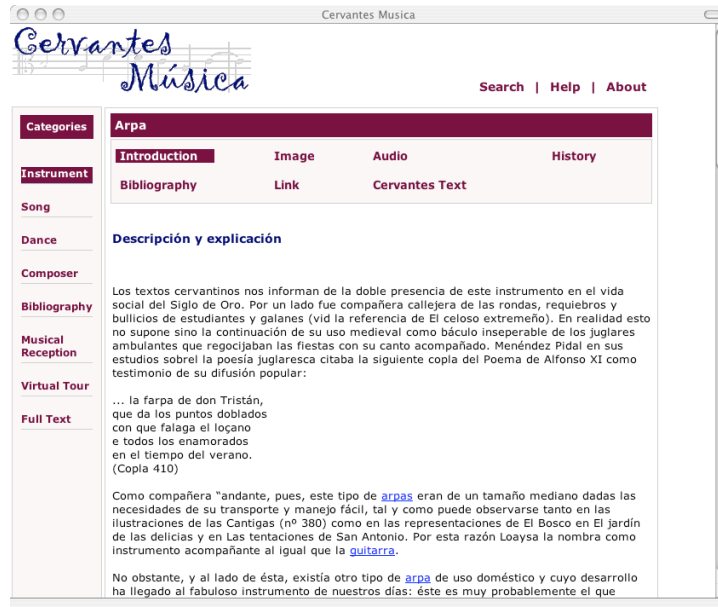 Cervantes Musica
Cervantes
Música
Search | Help | About
Categories
Instrument
Song
Dance
Composer
Bibliography
Musical
Reception
Virtual Tour
Full Text
Arpa
Introduction Image Audio History
Bibliography Link Cervantes Text
Descripción y explicación
Los textos cervantinos nos informan de la doble presencia de este instrumento en el vida
social del Siglo de Oro. Por un lado fue compañera callejera de las rondas, requiebros y
bullicios de estudiantes y galanes (vid la referencia de El celoso extremeño). En realidad esto
no supone sino la continuación de su uso medieval como báculo inseperable de los juglares
ambulantes que regocijaban las fiestas con su canto acompañado. Menéndez Pidal en sus
estudios sobrel la poesía juglaresca citaba la siguiente copla del Poema de Alfonso XI como
testimonio de su difusión popular:
... la farpa de don Tristán,
que da los puntos doblados
con que falaga el loçano
e todos los enamorados
en el tiempo del verano.
(Copla 410)
Como compañera "andante, pues, este tipo de arpas eran de un tamaño mediano dadas las
necesidades de su transporte y manejo fácil, tal y como puede observarse tanto en las
ilustraciones de las Cantigas (nº 380) como en las representaciones de El Bosco en El jardín
de las delicias y en Las tentaciones de San Antonio. Por esta razón Loaysa la nombra como
instrumento acompañante al igual que la guitarra.
No obstante, y al lado de ésta, existía otro tipo de arpa de uso doméstico y cuyo desarrollo
ha llegado al fabuloso instrumento de nuestros días: éste es muy probablemente el que